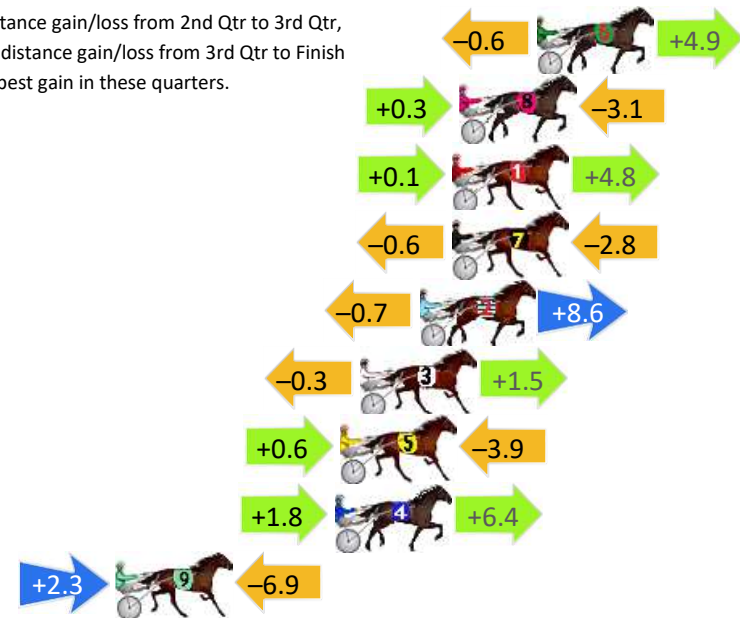 tance gain/loss from 2nd Qtr to 3rd Qtr,
distance gain/loss from 3rd Qtr to Finish
best gain in these quarters.
–0.6 6 +4.9
+0.3 8 –3.1
+0.1 1 +4.8
–0.6 7 –2.8
–0.7 2 +8.6
–0.3 3 +1.5
+0.6 5 –3.9
+1.8 4 +6.4
+2.3 9 –6.9